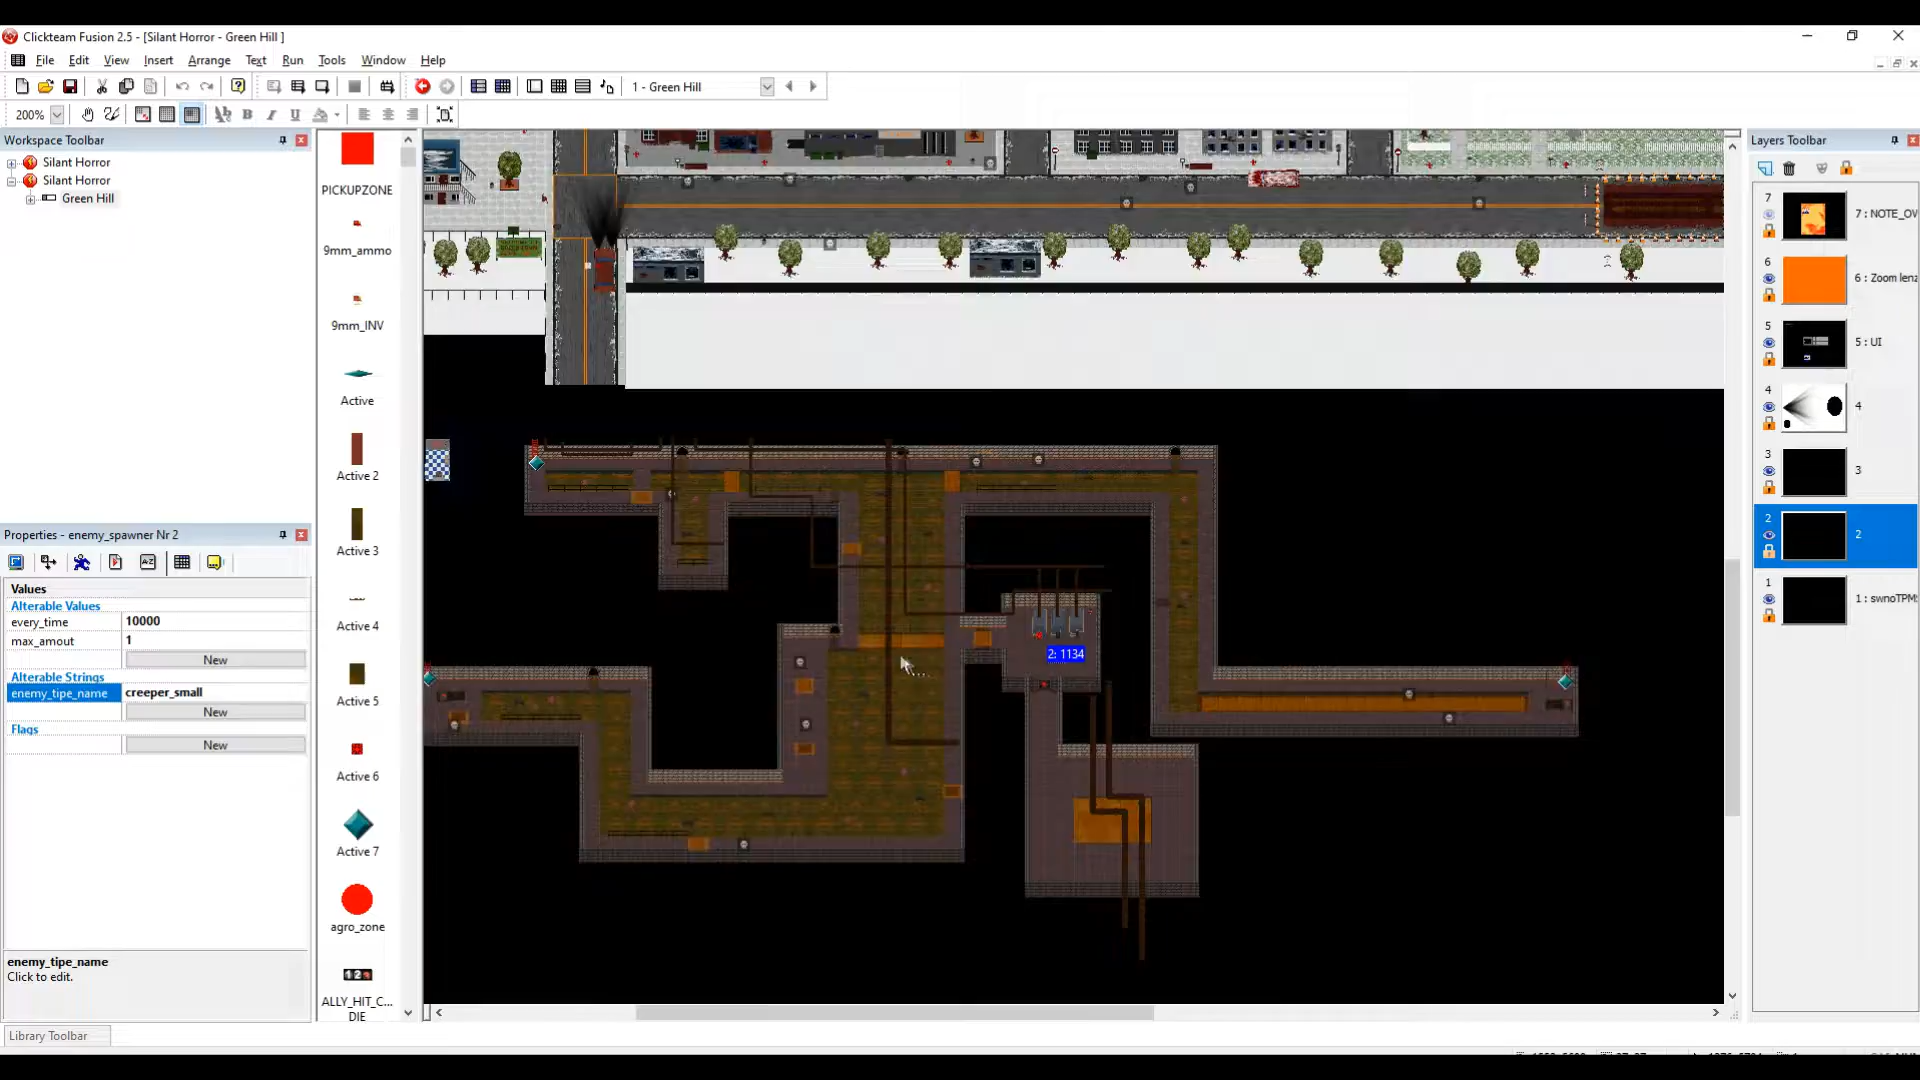 Clickteam Fusion 2.5 - [Silant Horror - Green Hill ]
File Edit View Insert Arrange Text Run Tools Window Help
1 - Green Hill
200%
Workspace Toolbar
Silant Horror
Silant Horror
Green Hill
Properties - enemy_spawner Nr 2
Values
Alterable Values
every_time 10000
max_amout 1
New
Alterable Strings
enemy_tipe_name creeper_small
New
Flags
New
enemy_tipe_name
Click to edit.
Library Toolbar
PICKUPZONE
9mm_ammo
9mm_INV
Active
Active 2
Active 3
Active 4
Active 5
Active 6
Active 7
agro_zone
ALLY_HIT_C...
DIE
2: 1134
Layers Toolbar
7
7 : NOTE_OV
6
6 : Zoom lenz
5
5 : UI
4
4
3
3
2
2
1
1 : swnoTPM